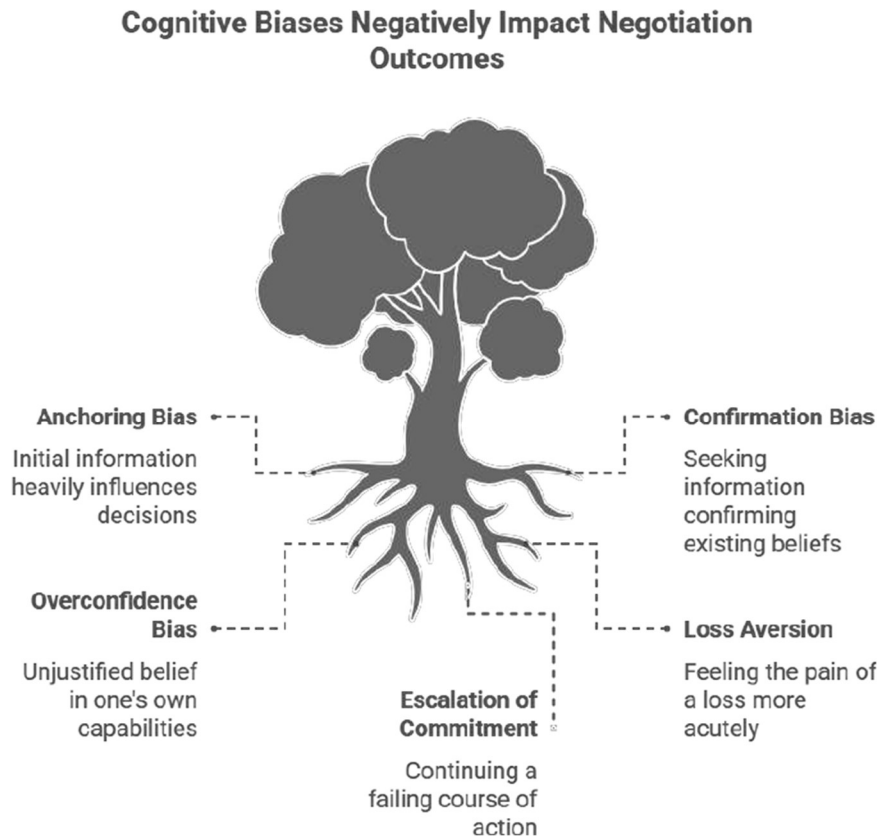 Cognitive Biases Negatively Impact Negotiation
Outcomes
Anchoring Bias
Initial information
heavily influences
decisions
Confirmation Bias
Seeking
information
confirming
existing beliefs
Overconfidence
Bias
Unjustified belief
in one's own
capabilities
Loss Aversion
Feeling the pain of
a loss more
acutely
Escalation of
Commitment
Continuing a
failing course of
action